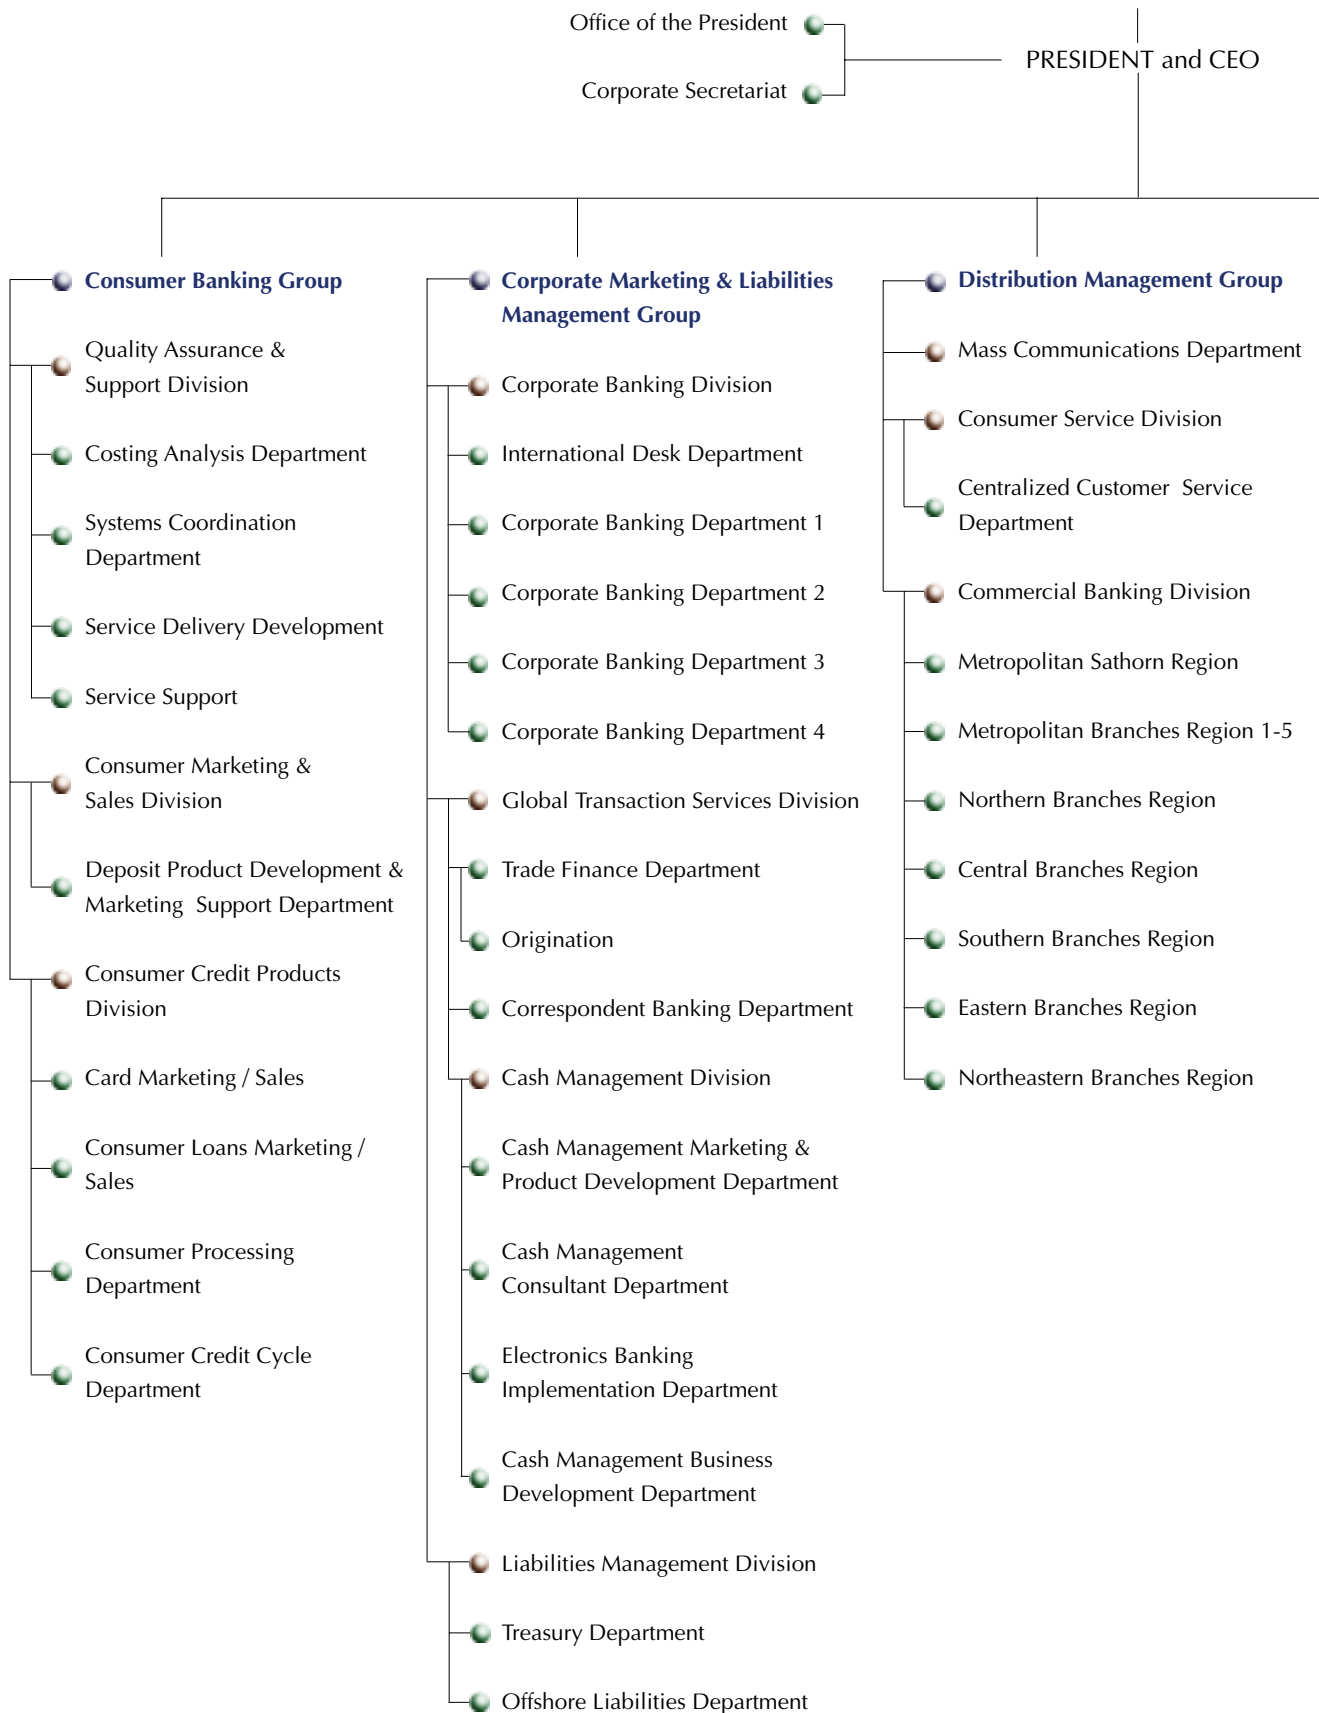 Office of the President
PRESIDENT and CEO
Corporate Secretariat
Consumer Banking Group
Quality Assurance &
Support Division
Costing Analysis Department
Systems Coordination
Department
Service Delivery Development
Service Support
Consumer Marketing &
Sales Division
Deposit Product Development &
Marketing Support Department
Consumer Credit Products
Division
Card Marketing / Sales
Consumer Loans Marketing /
Sales
Consumer Processing
Department
Consumer Credit Cycle
Department
Corporate Marketing & Liabilities
Management Group
Corporate Banking Division
International Desk Department
Corporate Banking Department 1
Corporate Banking Department 2
Corporate Banking Department 3
Corporate Banking Department 4
Global Transaction Services Division
Trade Finance Department
Origination
Correspondent Banking Department
Cash Management Division
Cash Management Marketing &
Product Development Department
Cash Management
Consultant Department
Electronics Banking
Implementation Department
Cash Management Business
Development Department
Liabilities Management Division
Treasury Department
Offshore Liabilities Department
Distribution Management Group
Mass Communications Department
Consumer Service Division
Centralized Customer Service
Department
Commercial Banking Division
Metropolitan Sathorn Region
Metropolitan Branches Region 1-5
Northern Branches Region
Central Branches Region
Southern Branches Region
Eastern Branches Region
Northeastern Branches Region